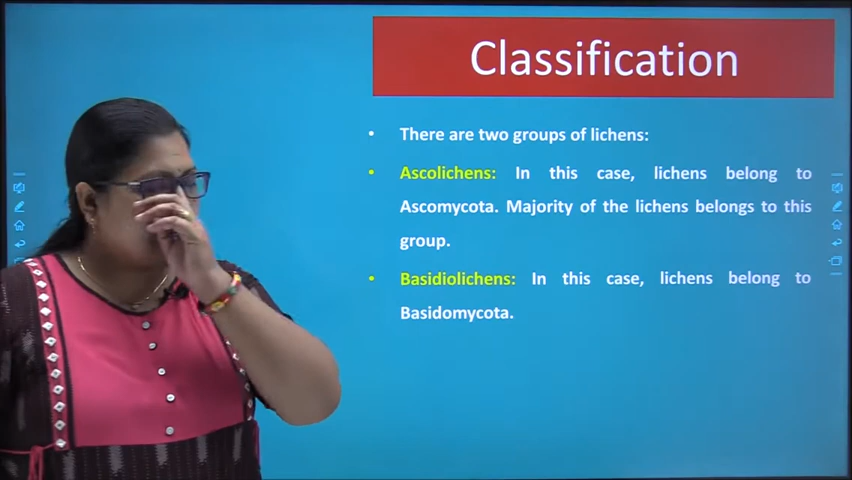 Classification
• There are two groups of lichens:
• Ascolichens: In this case, lichens belong to
Ascomycota. Majority of the lichens belongs to this
group.
• Basidiolichens: In this case, lichens belong to
Basidomycota.